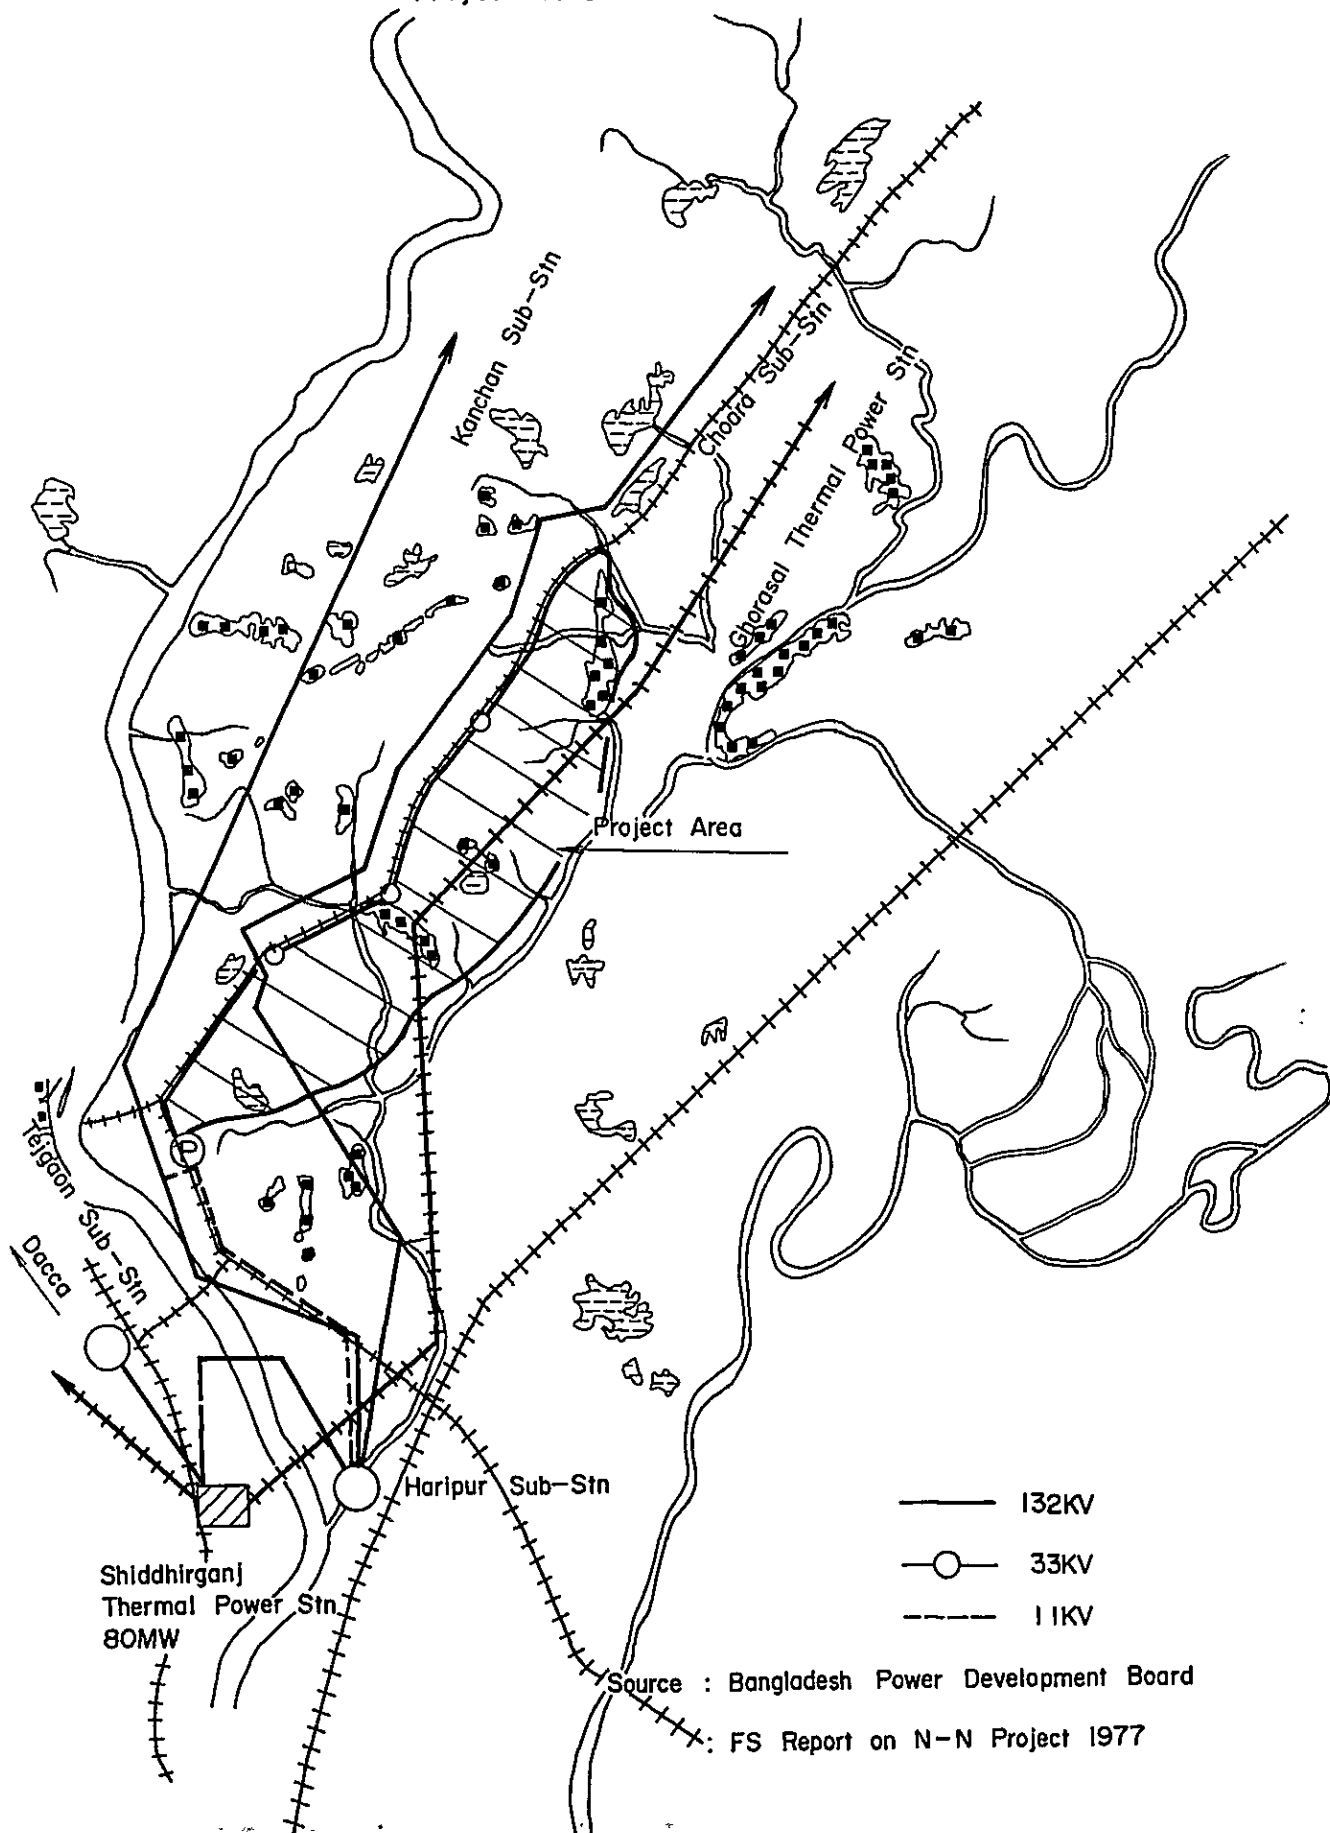 Kanchan Sub-Stn
Choara Sub-Stn
Ghorasal Thermal Power Stn
Project Area
Tejgaon Sub-Stn
Dacca
Haripur Sub-Stn
Shiddhirganj
Thermal Power Stn
80MW
132KV
33KV
11KV
Source : Bangladesh Power Development Board
: FS Report on N-N Project 1977